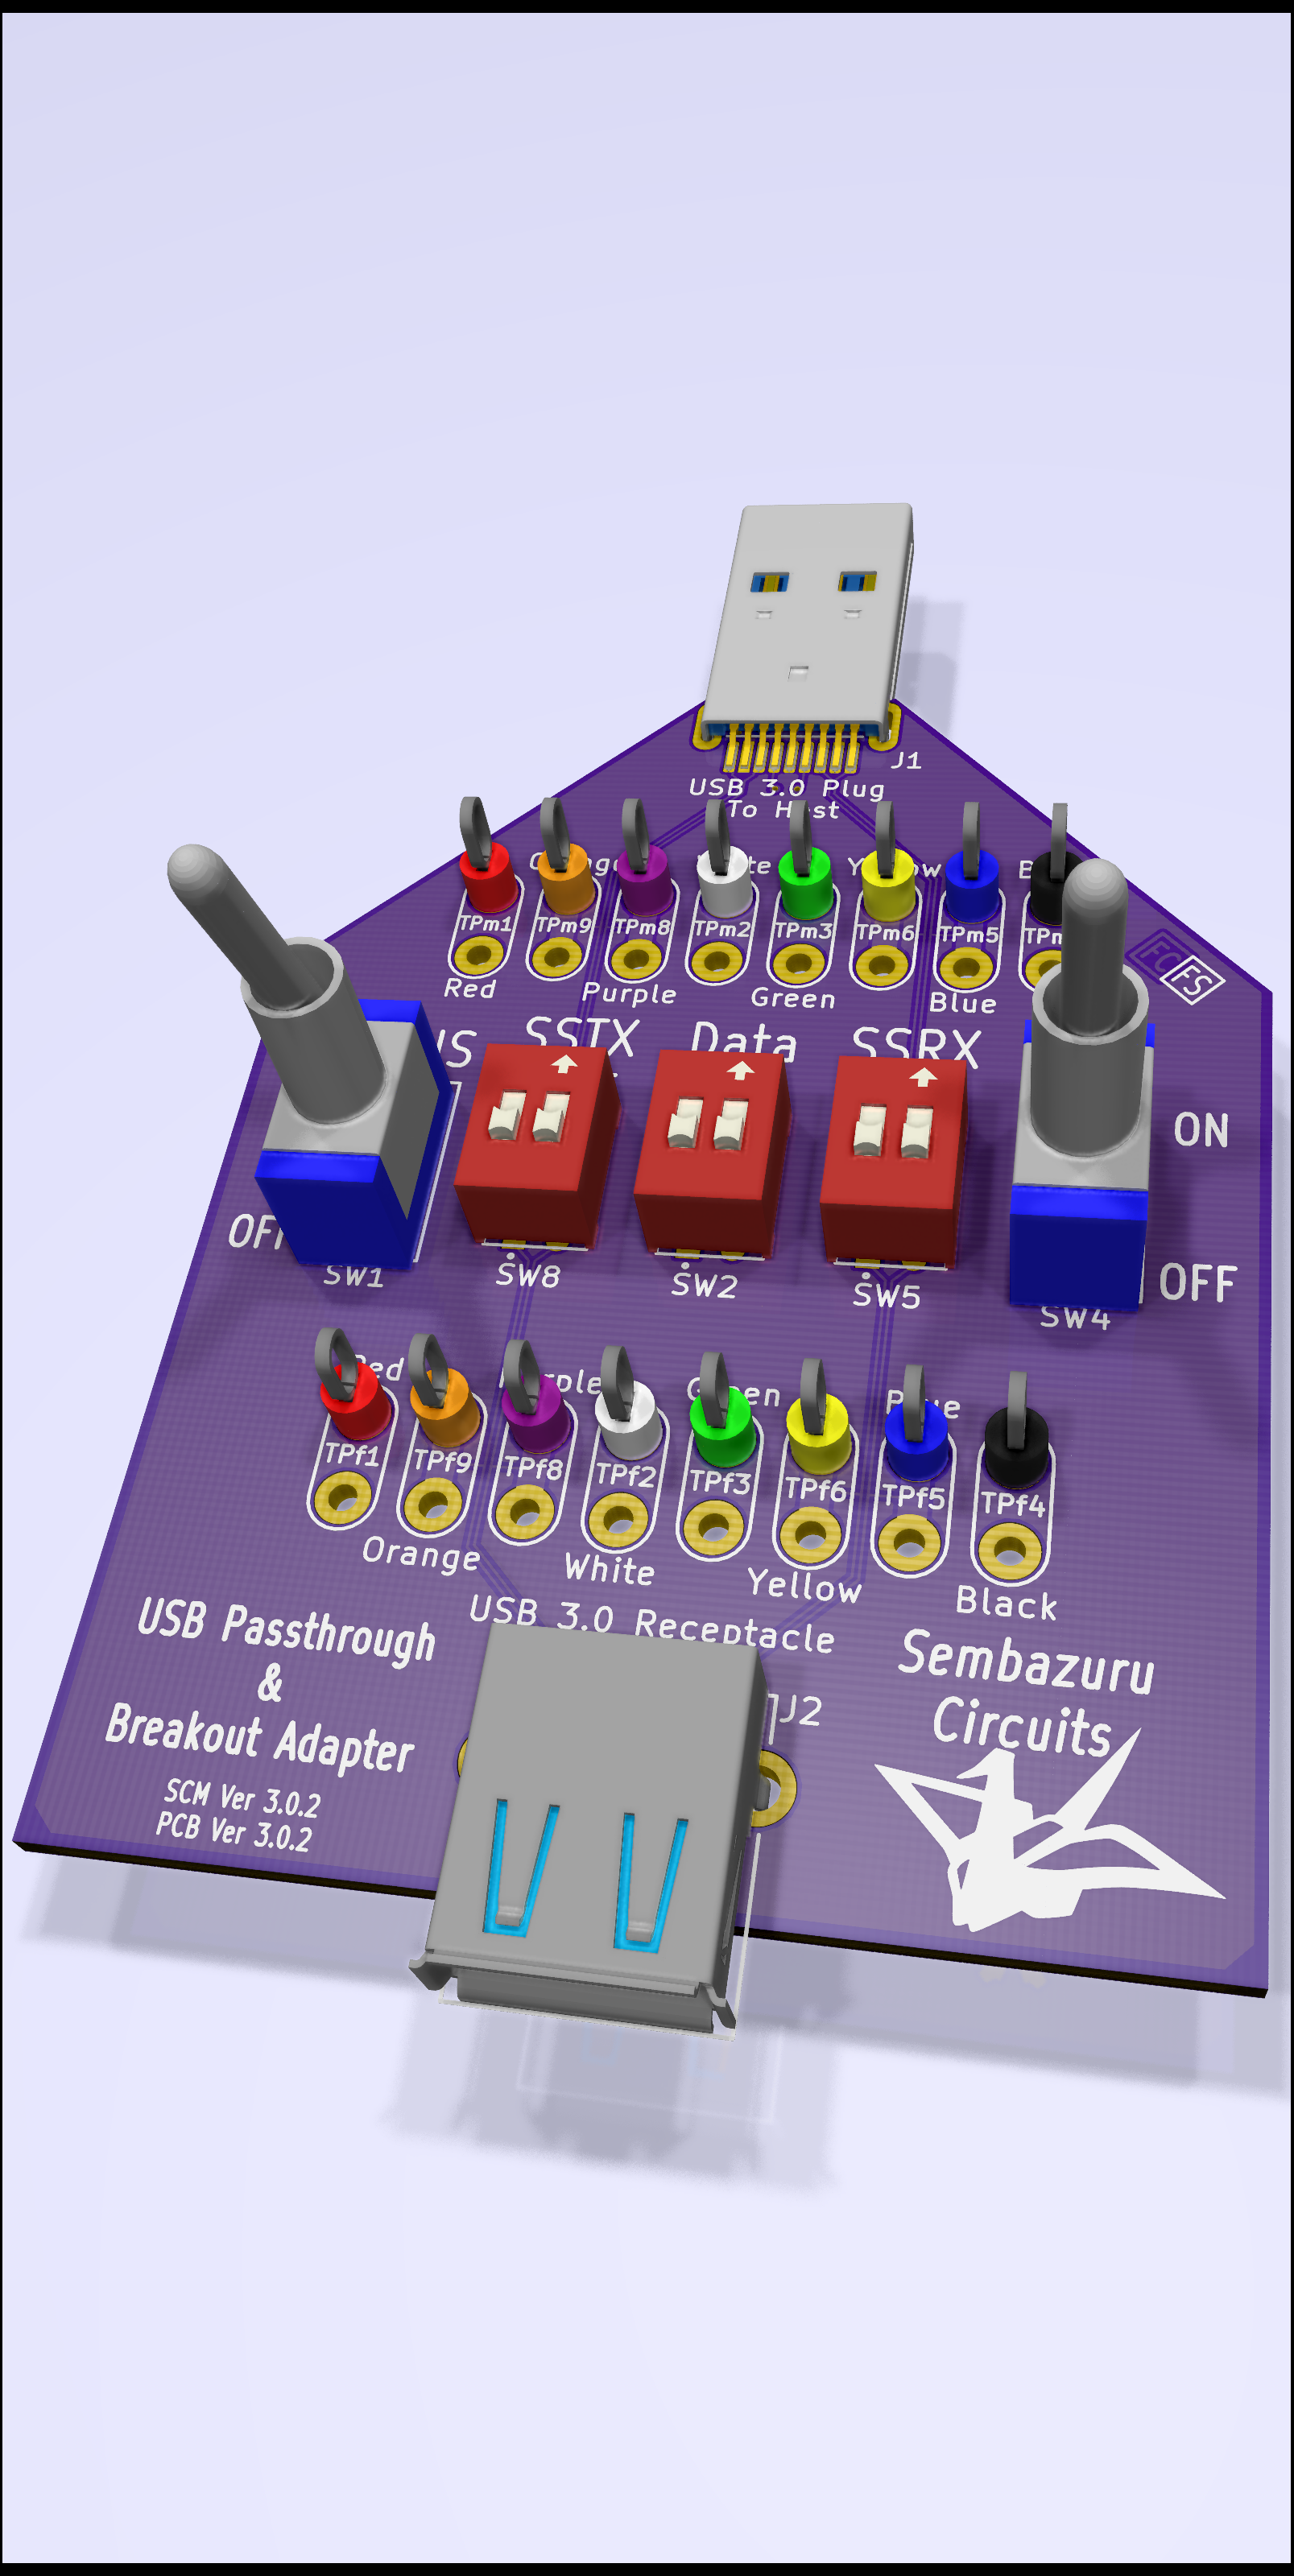 J1
USB 3.0 Plug
To Host
TPm1 TPm9 TPm8 TPm2 TPm3 TPm6 TPm5
Red Purple Green Blue
FS
SSTX Data SSRX
ON
OFF
SW1 SW8 SW2 SW5 SW4
TPf1 TPf9 TPf8 TPf2 TPf3 TPf6 TPf5 TPf4
Orange White Yellow Black
USB 3.0 Receptacle
J2
USB Passthrough
&
Breakout Adapter
SCM Ver 3.0.2
PCB Ver 3.0.2
Sembazuru
Circuits